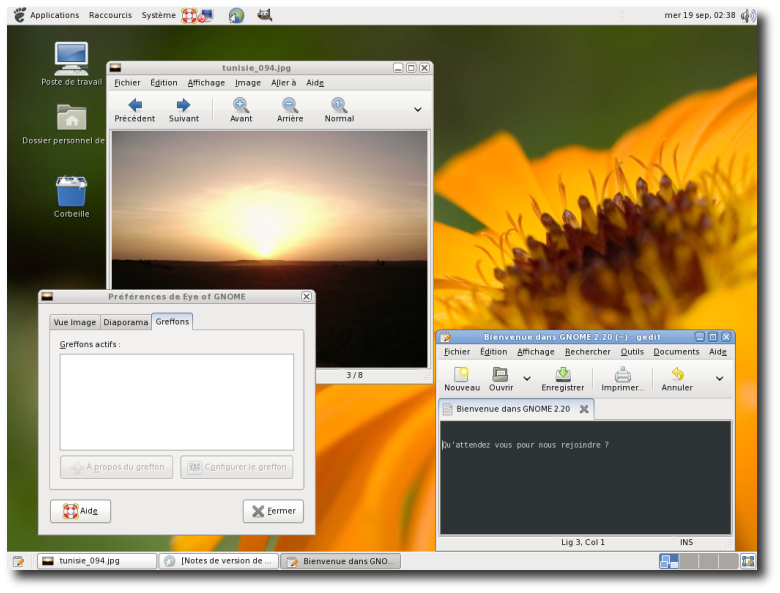 Applications Raccourcis Système mer 19 sep, 02:38
Poste de travail
Dossier personnel de
Corbeille
tunisie_094.jpg
Fichier Édition Affichage Image Aller à Aide
Précédent Suivant Avant Arrière Normal
3 / 8
Préférences de Eye of GNOME
Vue Image Diaporama Greffons
Greffons actifs :
À propos du greffon Configurer le greffon
Aide Fermer
Bienvenue dans GNOME 2.20 (~) - gedit
Fichier Édition Affichage Rechercher Outils Documents Aide
Nouveau Ouvrir Enregistrer Imprimer... Annuler
Bienvenue dans GNOME 2.20
Qu'attendez vous pour nous rejoindre ?
Lig 3, Col 1 INS
tunisie_094.jpg [Notes de version de ... Bienvenue dans GNO...